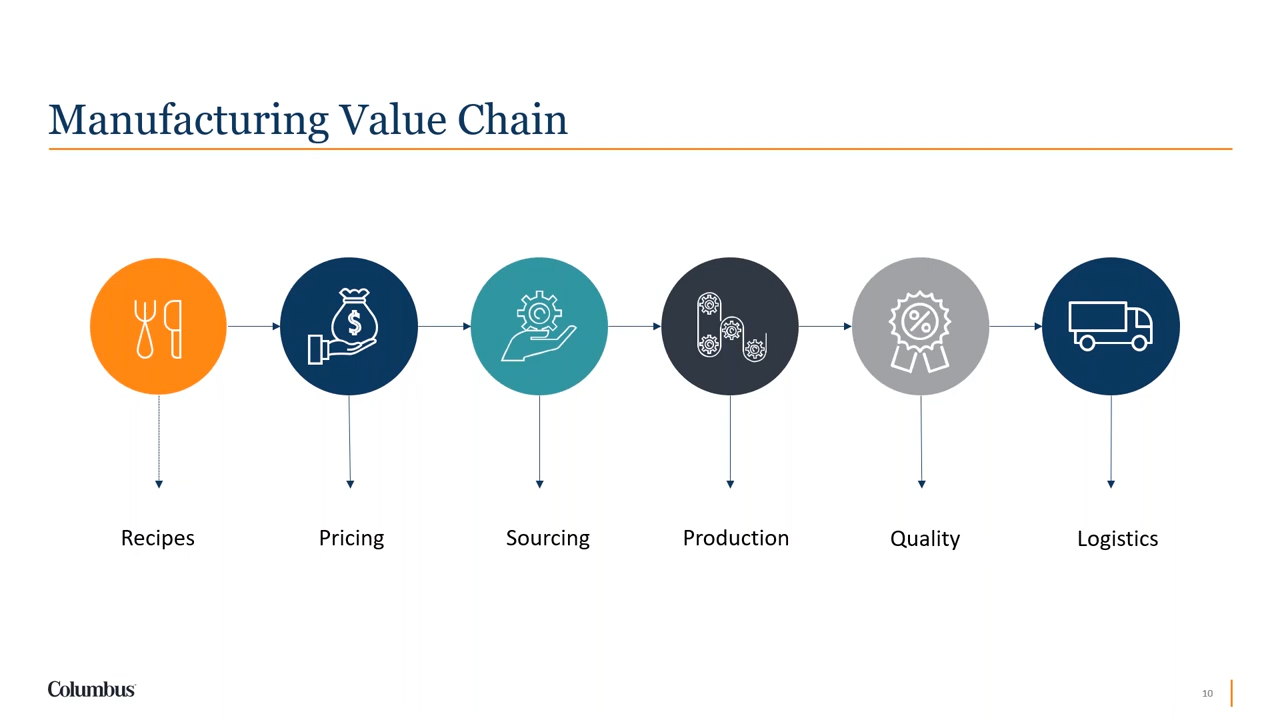 Manufacturing Value Chain
$
%
Recipes
Pricing
Sourcing
Production
Quality
Logistics
Columbus
10